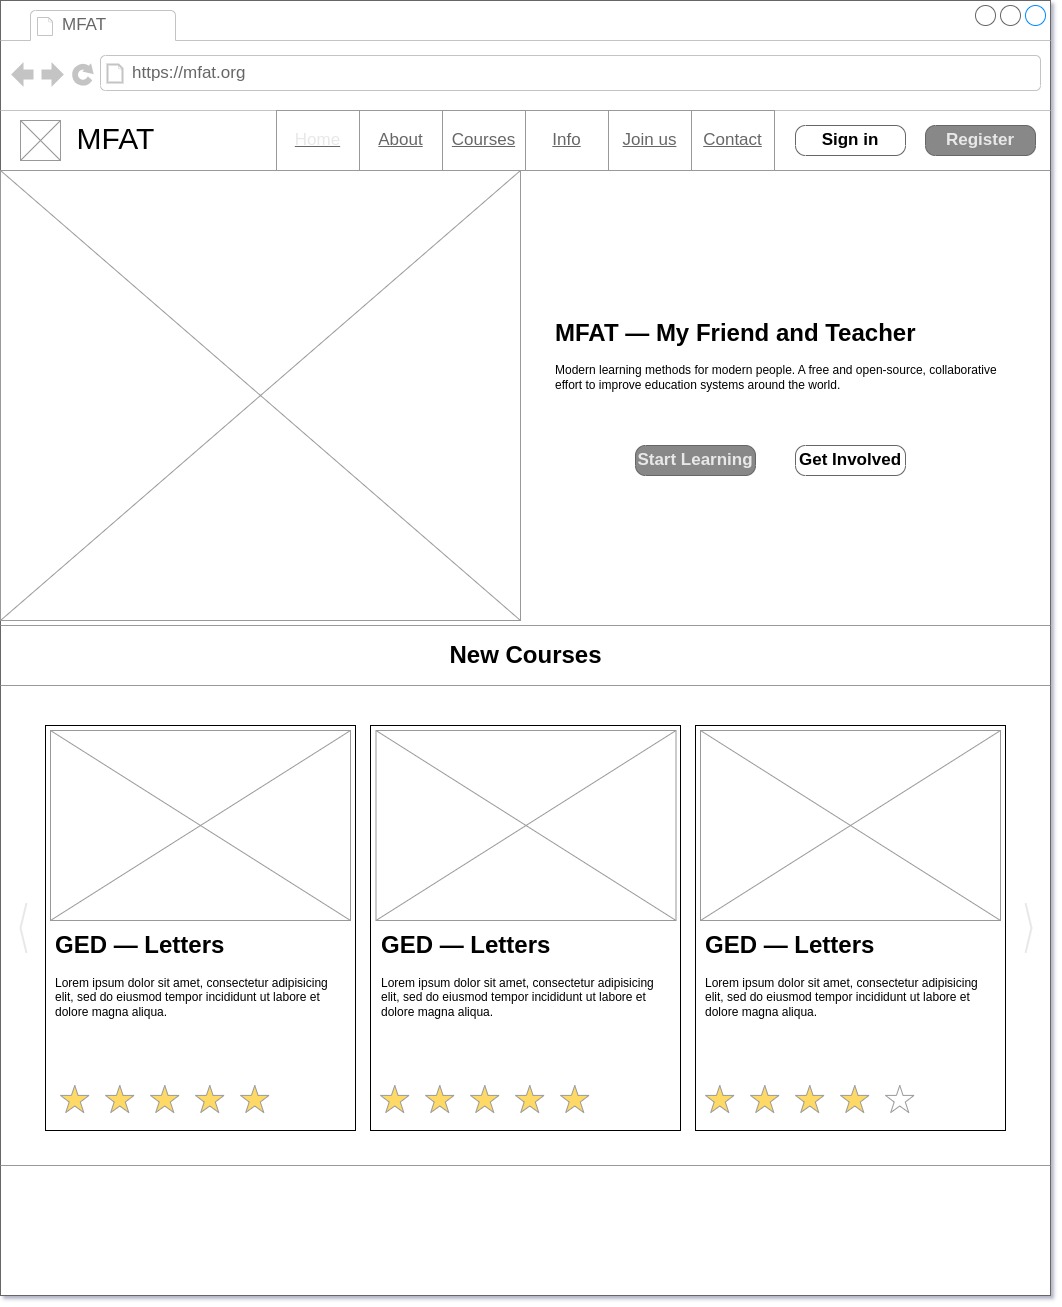 MFAT
https://mfat.org
MFAT
Home
About
Courses
Info
Join us
Contact
Sign in
Register
MFAT — My Friend and Teacher
Modern learning methods for modern people. A free and open-source, collaborative
effort to improve education systems around the world.
Start Learning
Get Involved
New Courses
GED — Letters
Lorem ipsum dolor sit amet, consectetur adipisicing
elit, sed do eiusmod tempor incididunt ut labore et
dolore magna aliqua.
GED — Letters
Lorem ipsum dolor sit amet, consectetur adipisicing
elit, sed do eiusmod tempor incididunt ut labore et
dolore magna aliqua.
GED — Letters
Lorem ipsum dolor sit amet, consectetur adipisicing
elit, sed do eiusmod tempor incididunt ut labore et
dolore magna aliqua.